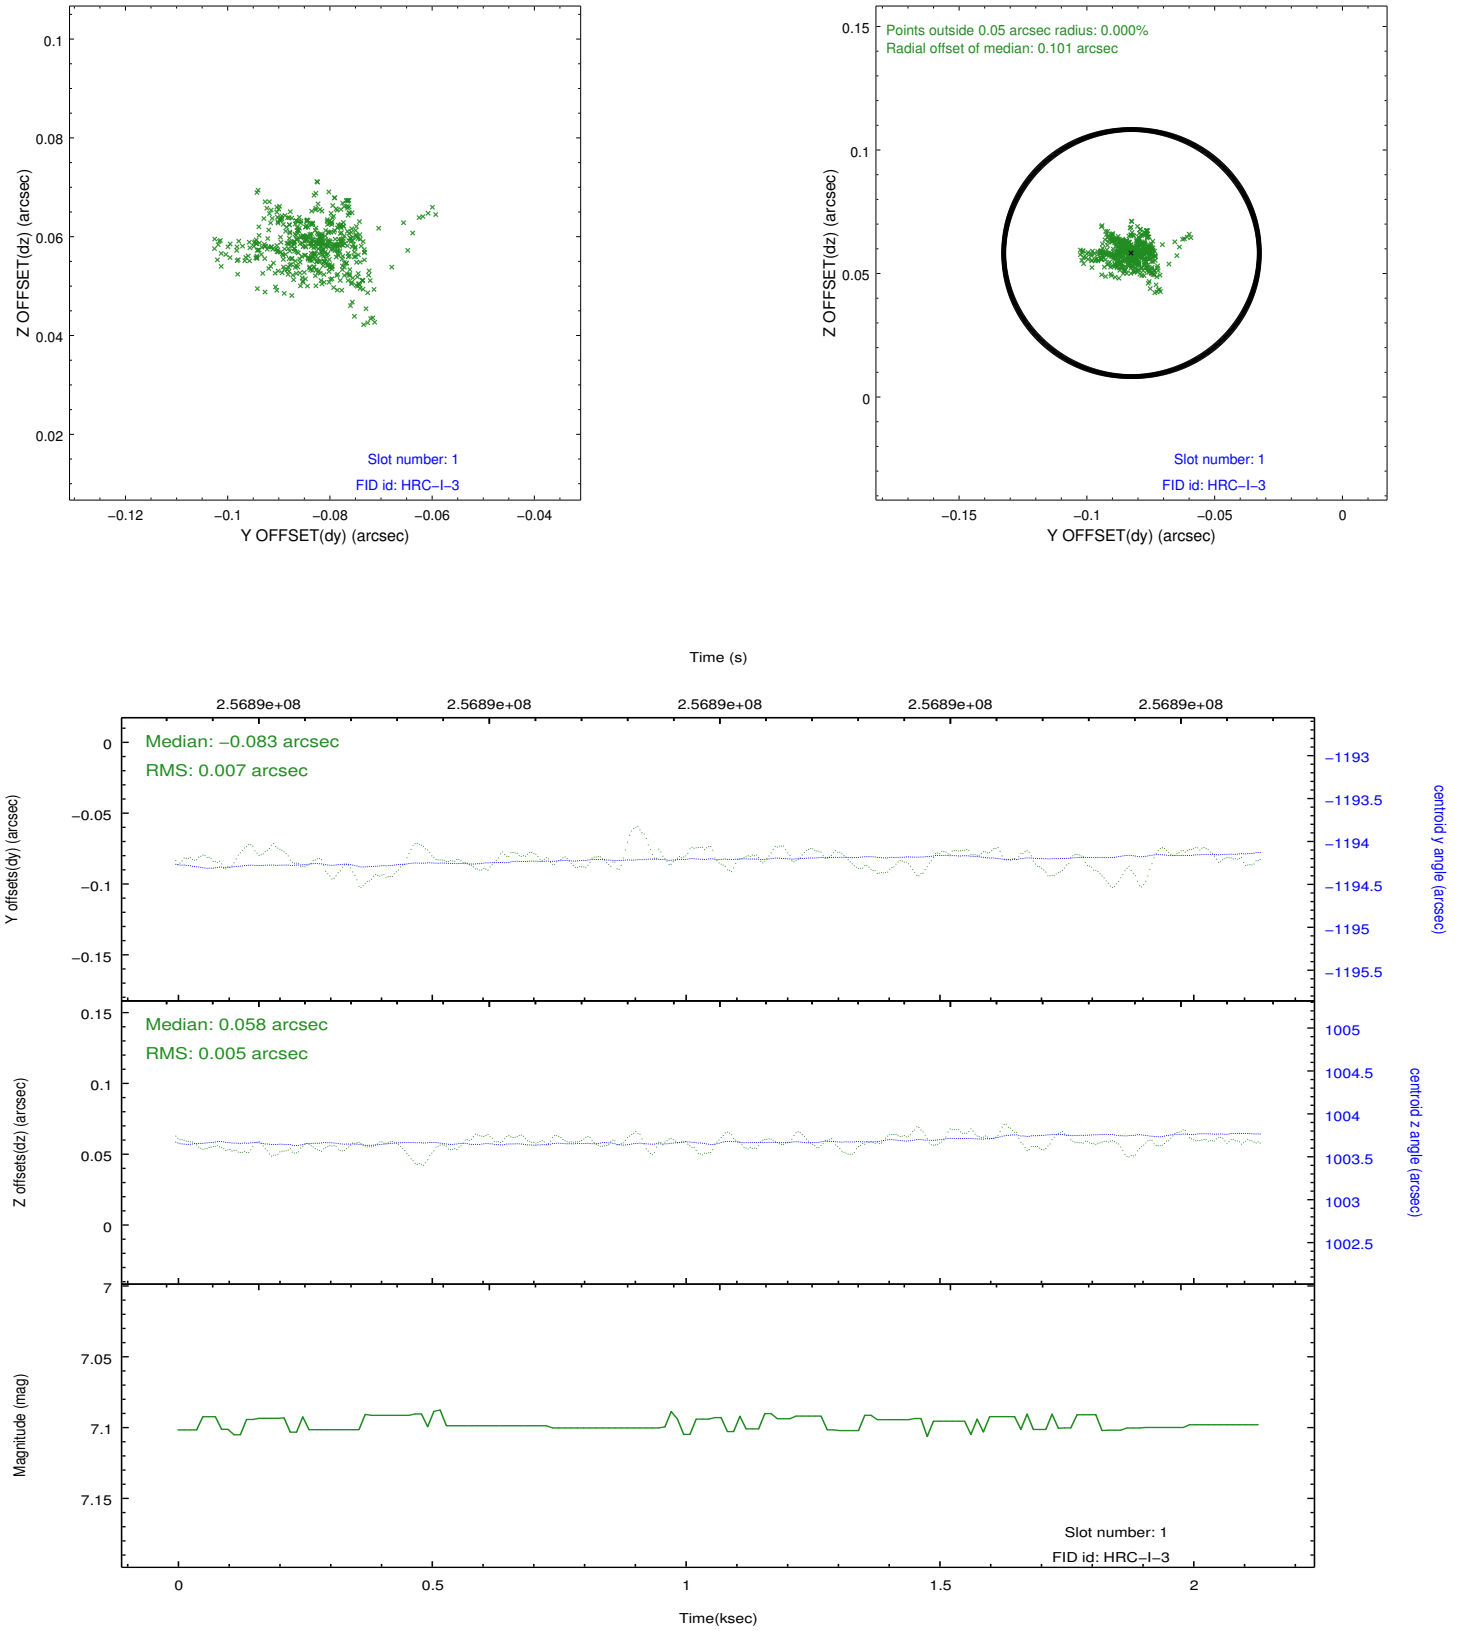 0.1
0.08
0.06
0.04
0.02
Z OFFSET(dz) (arcsec)
Slot number: 1
FID id: HRC−I−3
−0.12
−0.1
−0.08
−0.06
−0.04
Y OFFSET(dy) (arcsec)
Points outside 0.05 arcsec radius: 0.000%
Radial offset of median: 0.101 arcsec
0.15
0.1
0.05
0
Z OFFSET(dz) (arcsec)
Slot number: 1
FID id: HRC−I−3
−0.15
−0.1
−0.05
0
Y OFFSET(dy) (arcsec)
Time (s)
2.5689e+08
2.5689e+08
2.5689e+08
2.5689e+08
2.5689e+08
Median: −0.083 arcsec
RMS: 0.007 arcsec
0
−0.05
−0.1
−0.15
Y offsets(dy) (arcsec)
−1193
−1193.5
−1194
−1194.5
−1195
−1195.5
centroid y angle (arcsec)
Median: 0.058 arcsec
RMS: 0.005 arcsec
0.15
0.1
0.05
0
Z offsets(dz) (arcsec)
1005
1004.5
1004
1003.5
1003
1002.5
centroid z angle (arcsec)
7
7.05
7.1
7.15
Magnitude (mag)
Slot number: 1
FID id: HRC−I−3
0
0.5
1
1.5
2
Time(ksec)